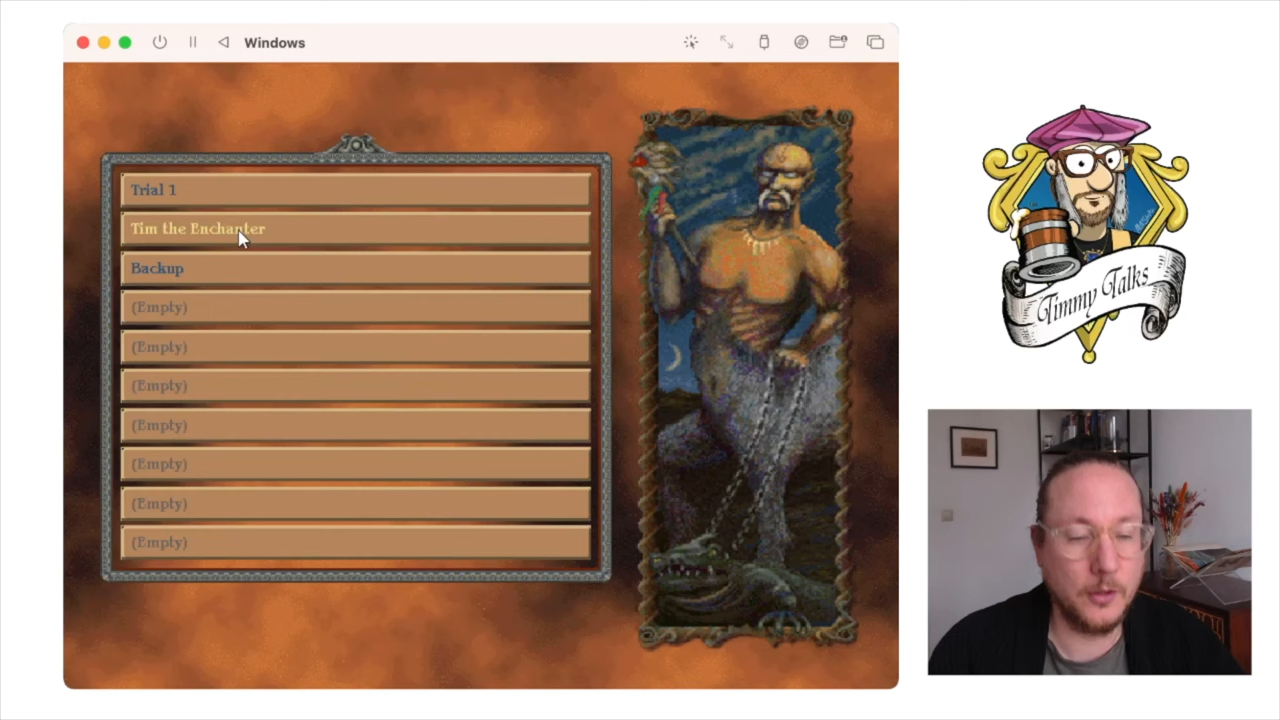 Windows
Trial 1
Tim the Enchanter
Backup
(Empty)
(Empty)
(Empty)
(Empty)
(Empty)
(Empty)
(Empty)
Timmy Talks